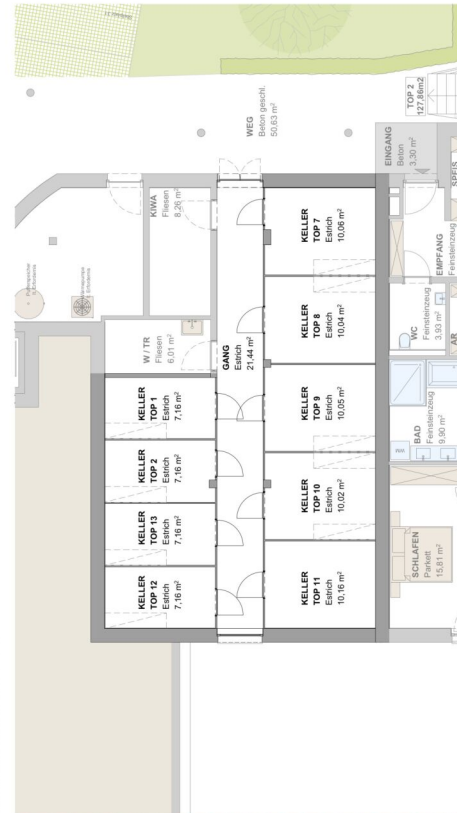 TOP 2
127,86m2
WEG
Beton geschl.
50,63 m²
EINGANG
Beton
3,30 m²
SPEIS
KIWA
Fliesen
8,26 m²
W / TR
Fliesen
6,01 m²
GANG
Estrich
21,44 m²
KELLER
TOP 7
Estrich
10,06 m²
KELLER
TOP 8
Estrich
10,04 m²
KELLER
TOP 9
Estrich
10,05 m²
KELLER
TOP 10
Estrich
10,02 m²
KELLER
TOP 11
Estrich
10,16 m²
KELLER
TOP 1
Estrich
7,16 m²
KELLER
TOP 2
Estrich
7,16 m²
KELLER
TOP 13
Estrich
7,16 m²
KELLER
TOP 12
Estrich
7,16 m²
EMPFANG
Feinsteinzeug
WC
Feinsteinzeug
3,93 m²
AR
BAD
Feinsteinzeug
9,90 m²
WM
SCHLAFEN
Parkett
15,81 m²